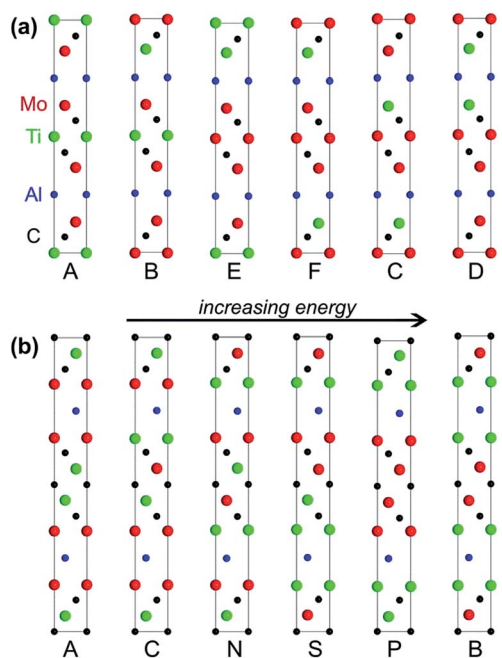 (a)
Mo
Ti
Al
C
A B E F C D
increasing energy
(b)
A C N S P B